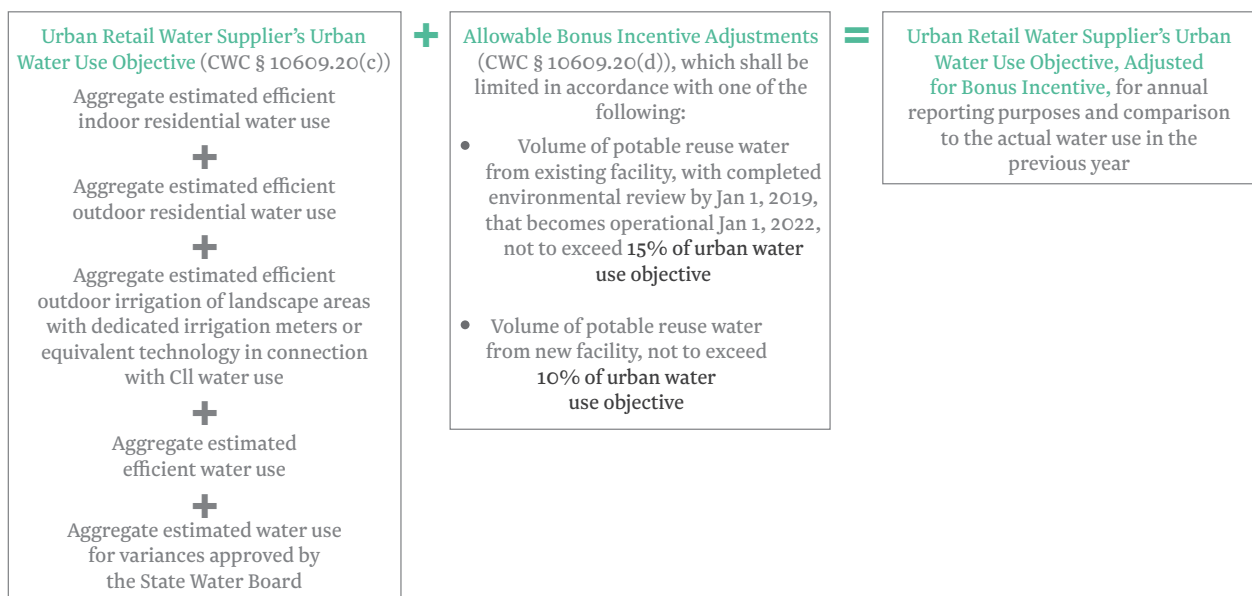 Urban Retail Water Supplier’s Urban
Water Use Objective (CWC § 10609.20(c))
Aggregate estimated efficient
indoor residential water use
+
Aggregate estimated efficient
outdoor residential water use
+
Aggregate estimated efficient
outdoor irrigation of landscape areas
with dedicated irrigation meters or
equivalent technology in connection
with Cll water use
+
Aggregate estimated
efficient water use
+
Aggregate estimated water use
for variances approved by
the State Water Board
+
Allowable Bonus Incentive Adjustments
(CWC § 10609.20(d)), which shall be
limited in accordance with one of the
following:
• Volume of potable reuse water
from existing facility, with completed
environmental review by Jan 1, 2019,
that becomes operational Jan 1, 2022,
not to exceed 15% of urban water
use objective
• Volume of potable reuse water
from new facility, not to exceed
10% of urban water
use objective
=
Urban Retail Water Supplier’s Urban
Water Use Objective, Adjusted
for Bonus Incentive, for annual
reporting purposes and comparison
to the actual water use in the
previous year